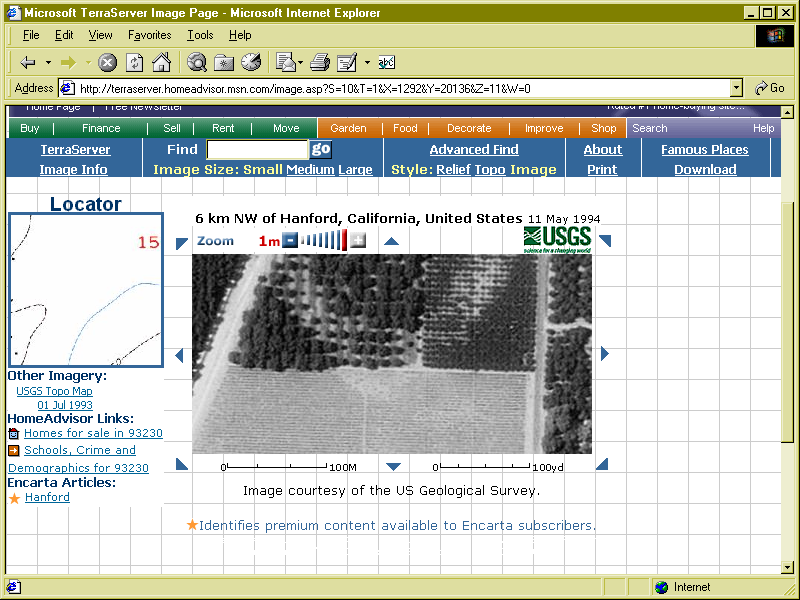 Microsoft TerraServer Image Page - Microsoft Internet Explorer
File Edit View Favorites Tools Help
Address http://terraserver.homeadvisor.msn.com/image.asp?S=10&T=1&X=1292&Y=20136&Z=11&W=0 Go
Home Page | Free Newsletter Rated #1 home-buying site...
Buy Finance Sell Rent Move Garden Food Decorate Improve Shop Search Help
TerraServer Find go Advanced Find About Famous Places
Image Info Image Size: Small Medium Large Style: Relief Topo Image Print Download
Locator
6 km NW of Hanford, California, United States 11 May 1994
15
Zoom 1m USGS
science for a changing world
Other Imagery:
USGS Topo Map
01 Jul 1993
HomeAdvisor Links:
Homes for sale in 93230
Schools, Crime and
Demographics for 93230
Encarta Articles:
Hanford
0 100M 0 100yd
Image courtesy of the US Geological Survey.
Identifies premium content available to Encarta subscribers.
Internet